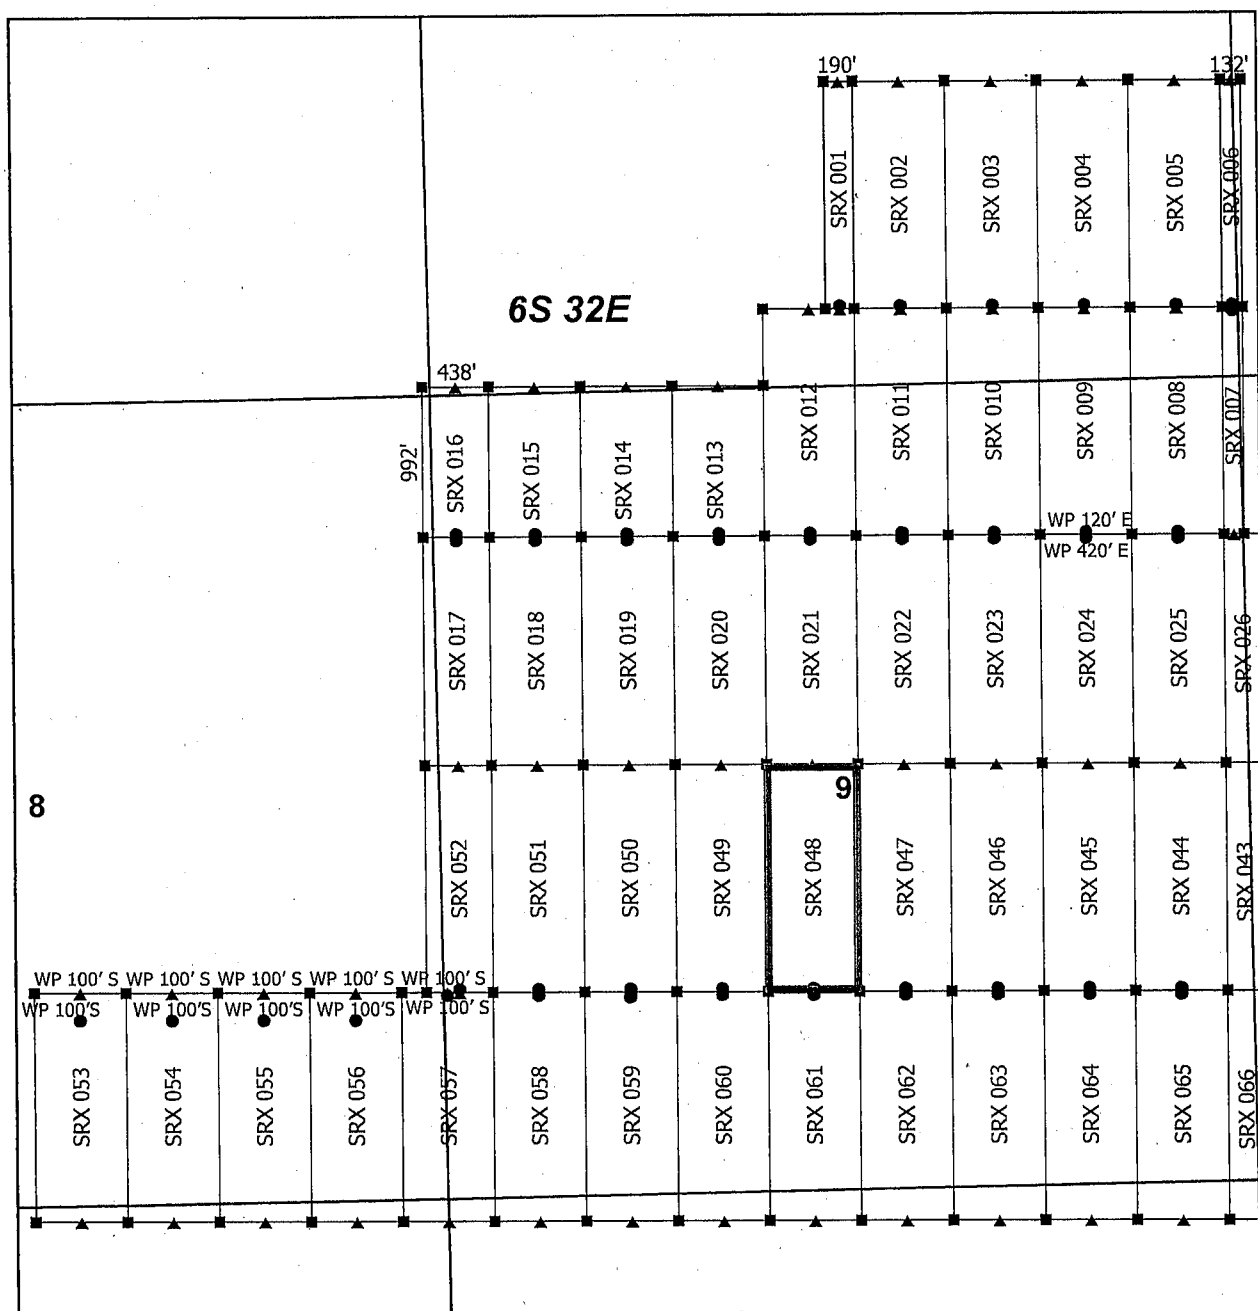 190'
132'
SRX 001
SRX 002
SRX 003
SRX 004
SRX 005
SRX 006
6S 32E
438'
992'
SRX 016
SRX 015
SRX 014
SRX 013
SRX 012
SRX 011
SRX 010
SRX 009
SRX 008
SRX 007
WP 120' E
WP 420' E
SRX 017
SRX 018
SRX 019
SRX 020
SRX 021
SRX 022
SRX 023
SRX 024
SRX 025
SRX 026
8
9
SRX 052
SRX 051
SRX 050
SRX 049
SRX 048
SRX 047
SRX 046
SRX 045
SRX 044
SRX 043
WP 100' S
WP 100' S
WP 100' S
WP 100' S
WP 100' S
WP 100'S
WP 100'S
WP 100'S
WP 100'S
WP 100' S
SRX 053
SRX 054
SRX 055
SRX 056
SRX 057
SRX 058
SRX 059
SRX 060
SRX 061
SRX 062
SRX 063
SRX 064
SRX 065
SRX 066